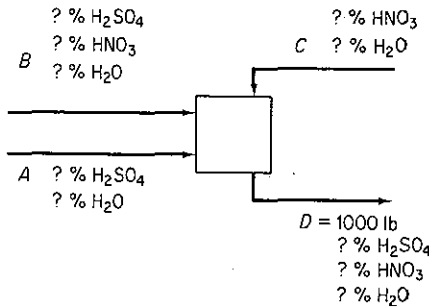 ? % H₂SO₄
? % HNO₃
B ? % H₂O
? % HNO₃
C ? % H₂O
A ? % H₂SO₄
? % H₂O
D = 1000 lb
? % H₂SO₄
? % HNO₃
? % H₂O